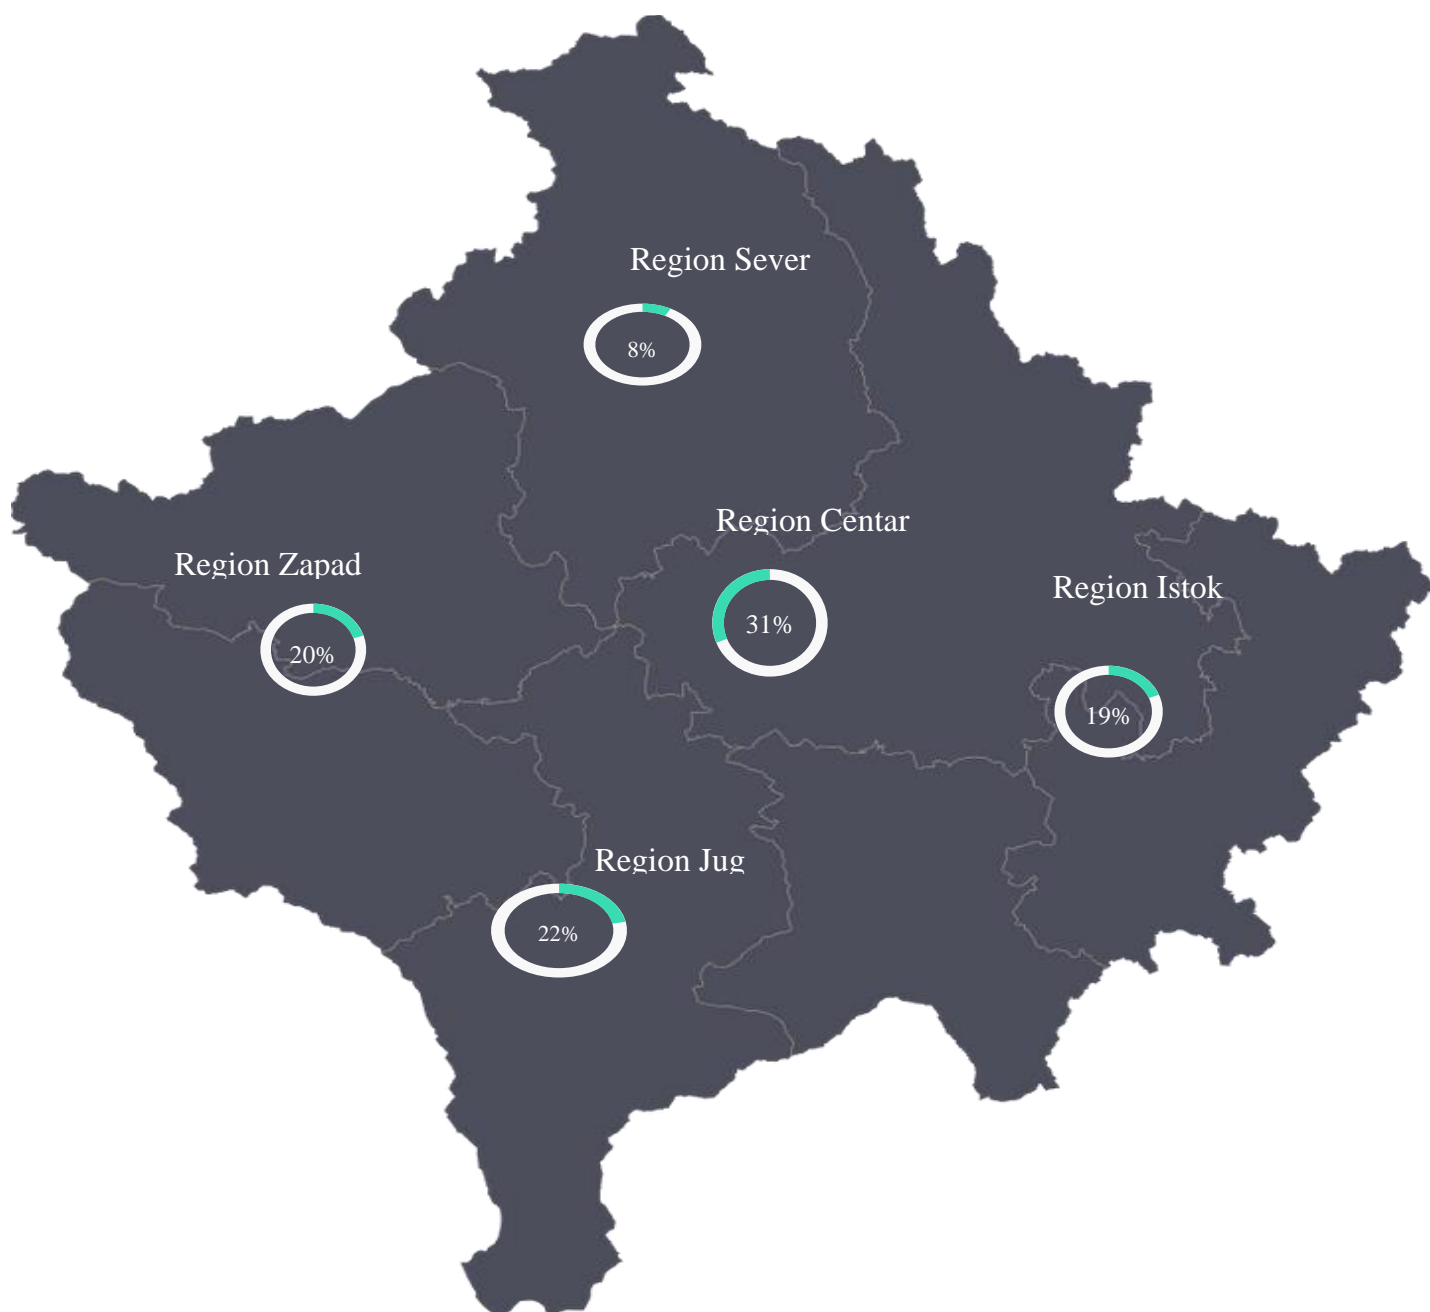 Region Sever
8%
Region Centar
31%
Region Zapad
20%
Region Istok
19%
Region Jug
22%